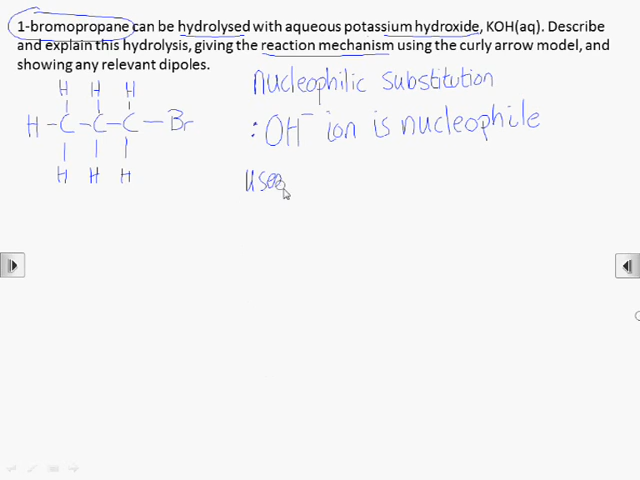 1-bromopropane can be hydrolysed with aqueous potassium hydroxide, KOH(aq). Describe
and explain this hydrolysis, giving the reaction mechanism using the curly arrow model, and
showing any relevant dipoles.
nucleophilic substitution
H H H
H - C - C - C - Br
: OH⁻ ion is nucleophile
H H H